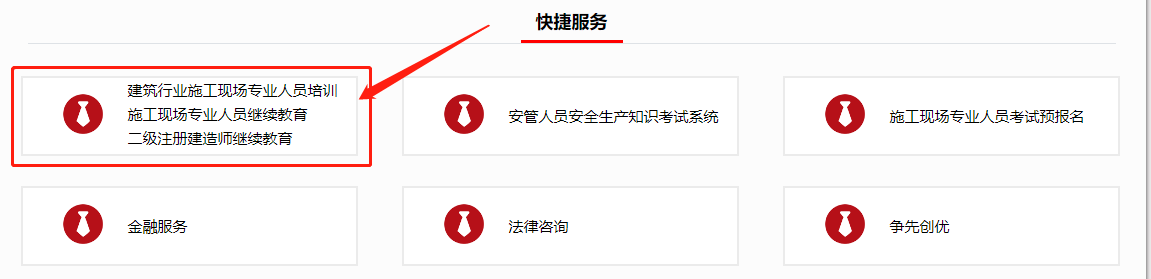 快捷服务
建筑行业施工现场专业人员培训
施工现场专业人员继续教育
二级注册建造师继续教育
安管人员安全生产知识考试系统
施工现场专业人员考试预报名
金融服务
法律咨询
争先创优